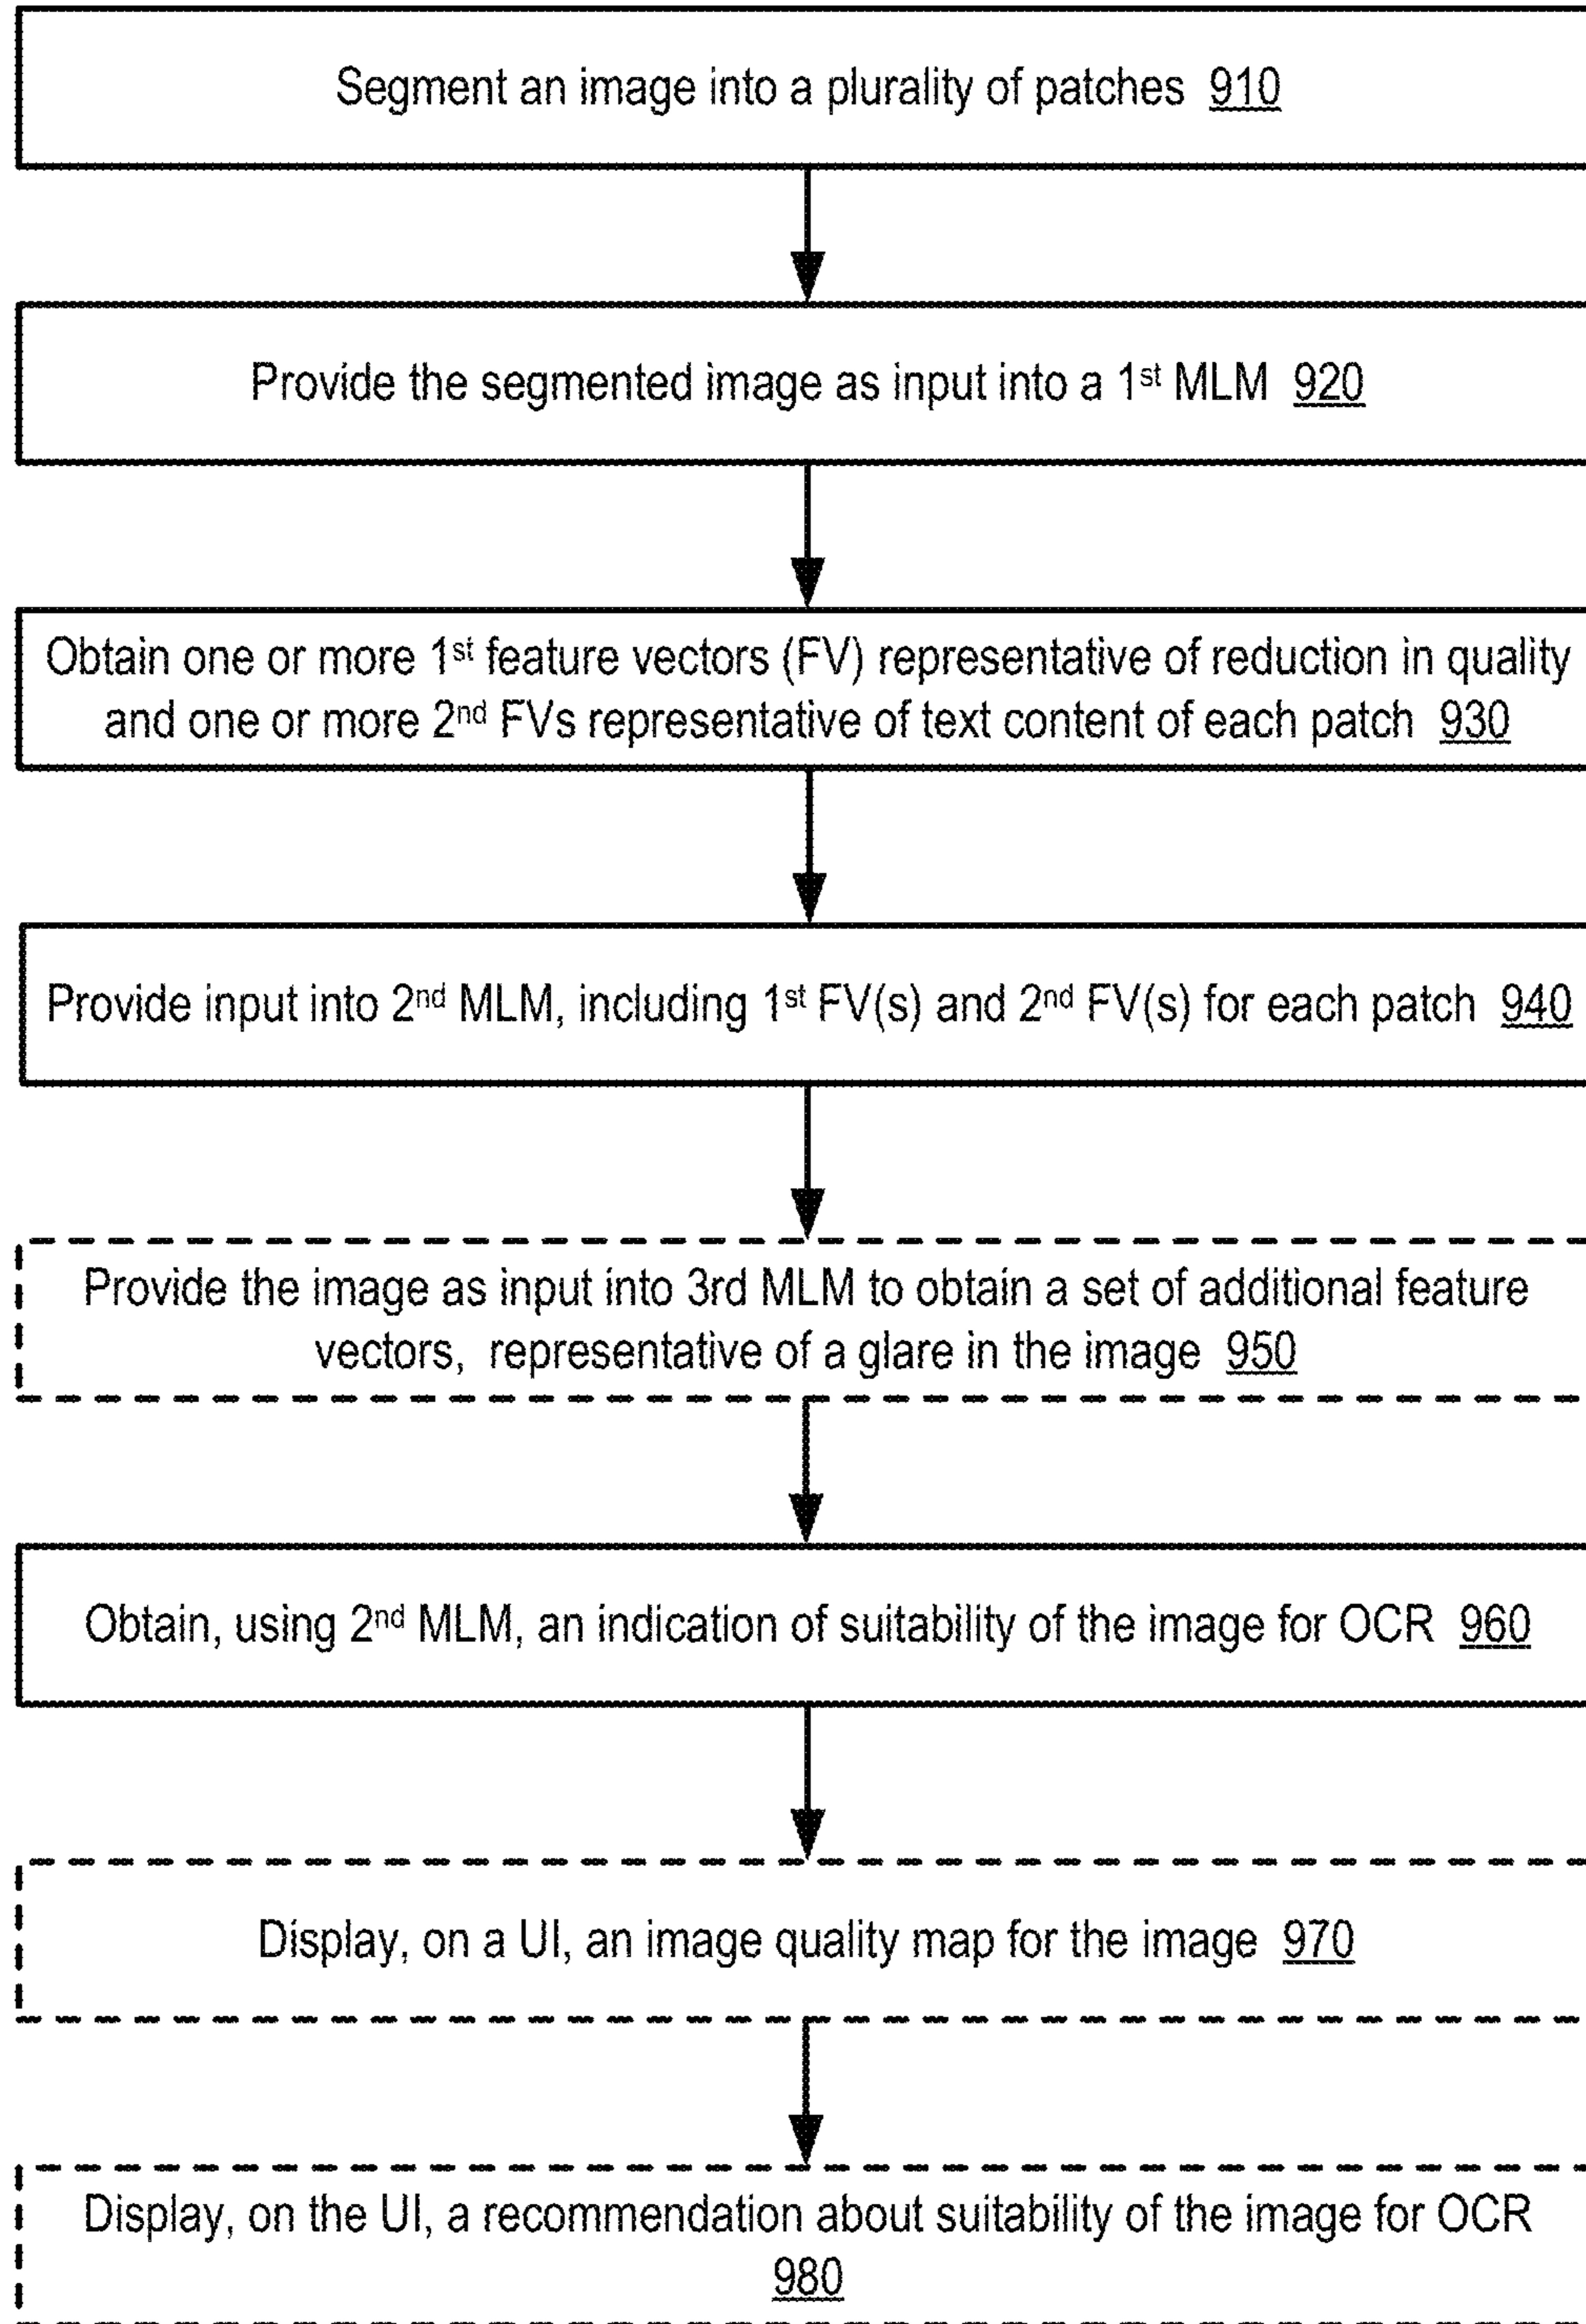 Segment an image into a plurality of patches 910
Provide the segmented image as input into a 1st MLM 920
Obtain one or more 1st feature vectors (FV) representative of reduction in quality
and one or more 2nd FVs representative of text content of each patch 930
Provide input into 2nd MLM, including 1st FV(s) and 2nd FV(s) for each patch 940
Provide the image as input into 3rd MLM to obtain a set of additional feature
vectors, representative of a glare in the image 950
Obtain, using 2nd MLM, an indication of suitability of the image for OCR 960
Display, on a UI, an image quality map for the image 970
Display, on the UI, a recommendation about suitability of the image for OCR
980